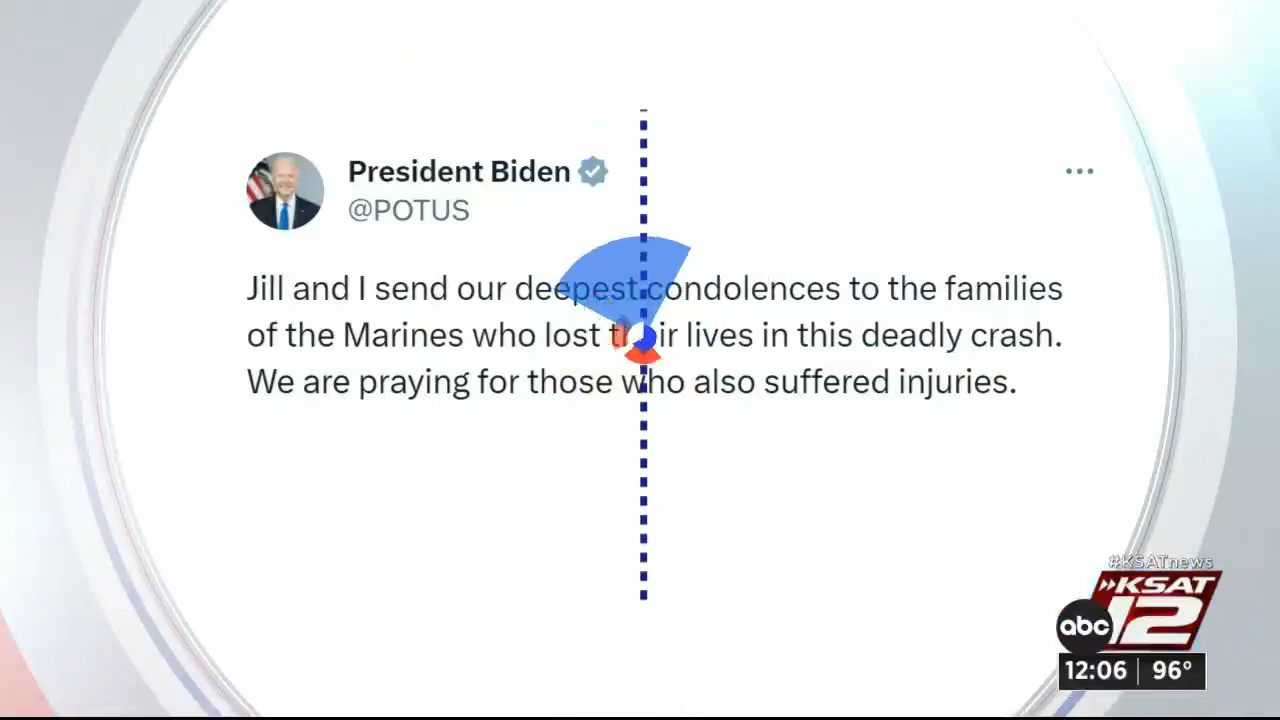 President Biden
@POTUS
Jill and I send our deepest condolences to the families
of the Marines who lost their lives in this deadly crash.
We are praying for those who also suffered injuries.
#KSATnews
KSAT
abc 12
12:06 96°